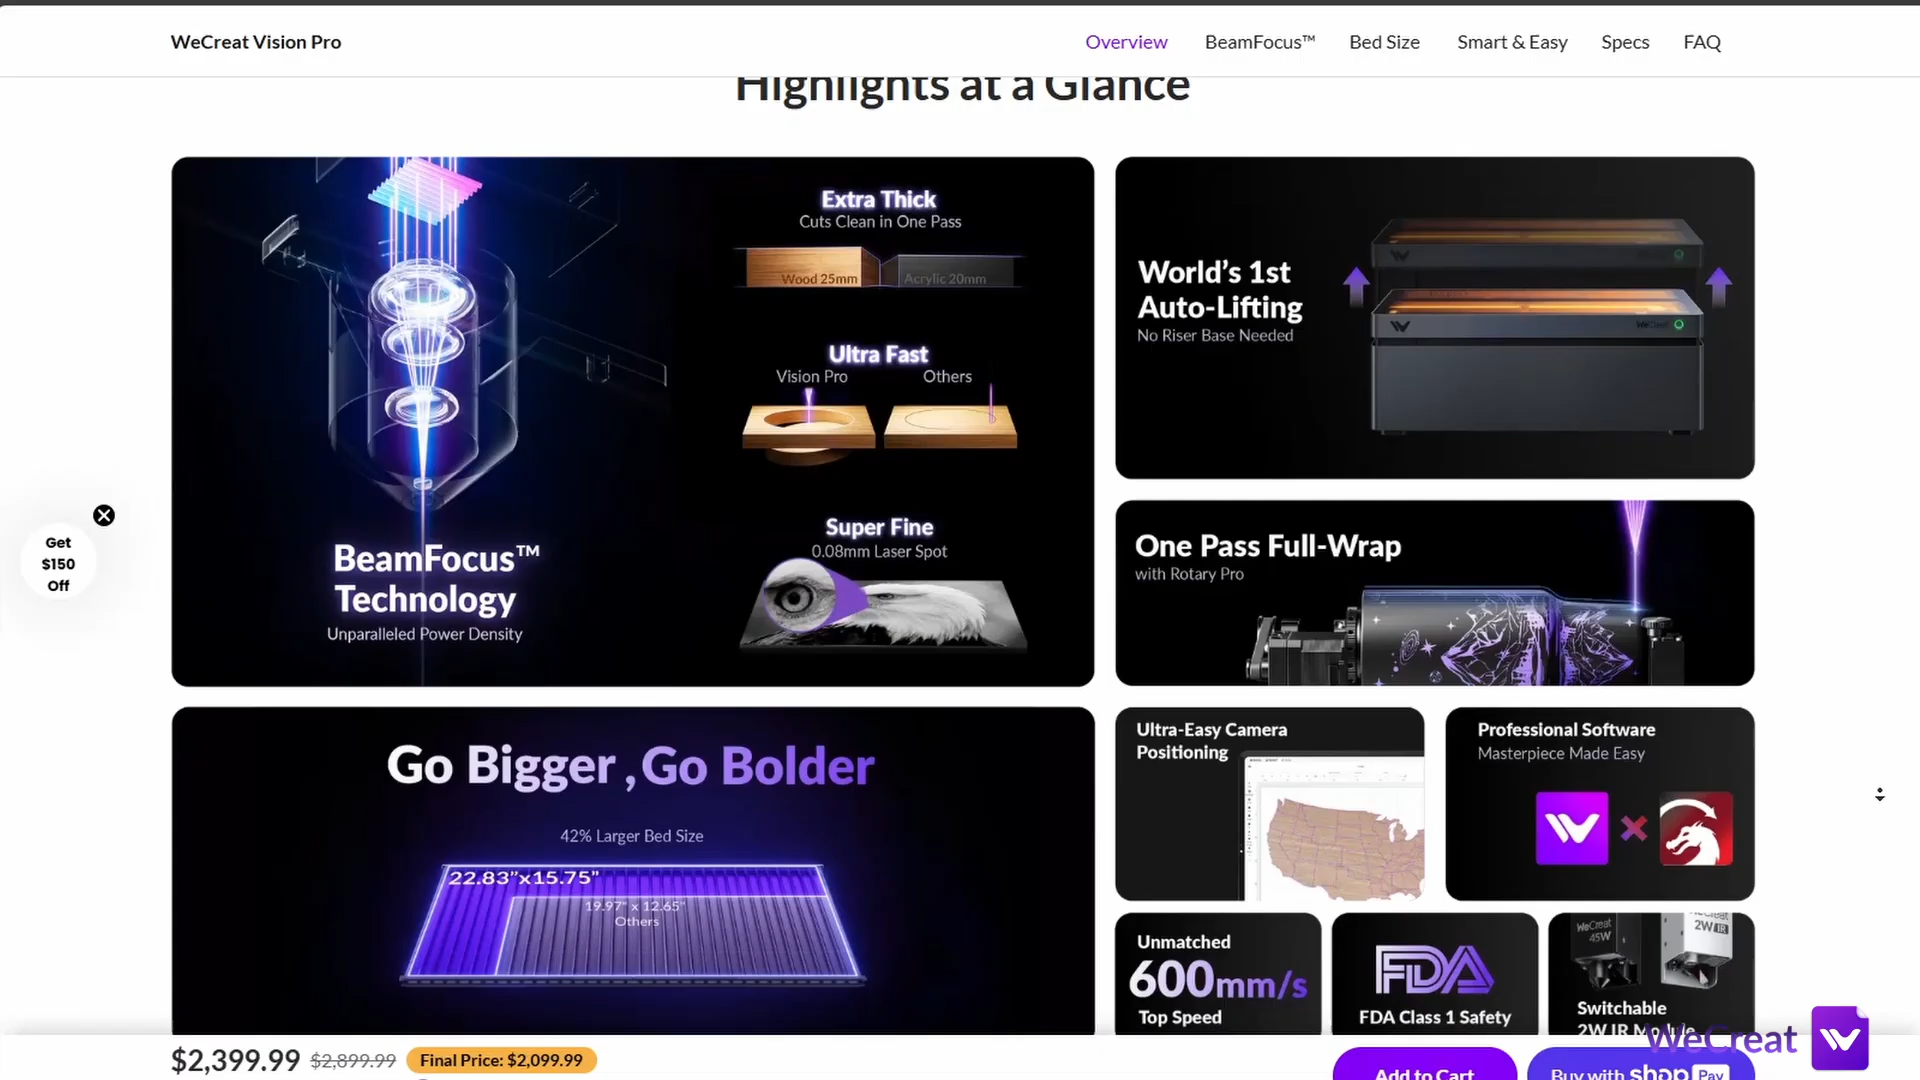 WeCreat Vision Pro
Overview
BeamFocus™
Bed Size
Smart & Easy
Specs
FAQ
Highlights at a Glance
Extra Thick
Cuts Clean in One Pass
Wood 25mm
Acrylic 20mm
Ultra Fast
Vision Pro
Others
Super Fine
0.08mm Laser Spot
BeamFocus™
Technology
Unparalleled Power Density
World's 1st
Auto-Lifting
No Riser Base Needed
WeCreat
One Pass Full-Wrap
with Rotary Pro
Get
$150
Off
Go Bigger , Go Bolder
42% Larger Bed Size
22.83”x15.75”
19.97" x 12.65"
Others
Ultra-Easy Camera
Positioning
Professional Software
Masterpiece Made Easy
Unmatched
600mm/s
Top Speed
FDA
FDA Class 1 Safety
WeCreat
45W
WeCreat
2W IR
Switchable
2W IR Module
$2,399.99 $2,899.99 Final Price: $2,099.99
Add to Cart
Buy with shop Pay
WeCreat